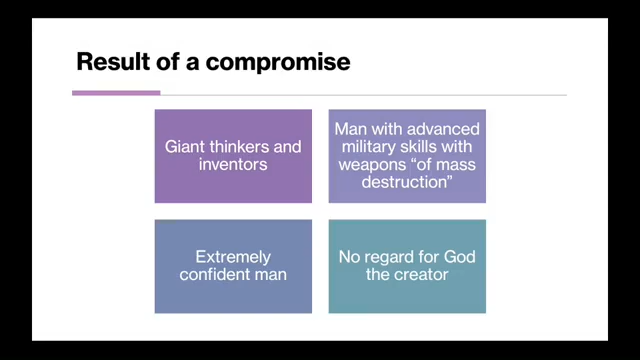 Result of a compromise
Giant thinkers and
inventors
Man with advanced
military skills with
weapons “of mass
destruction”
Extremely
confident man
No regard for God
the creator